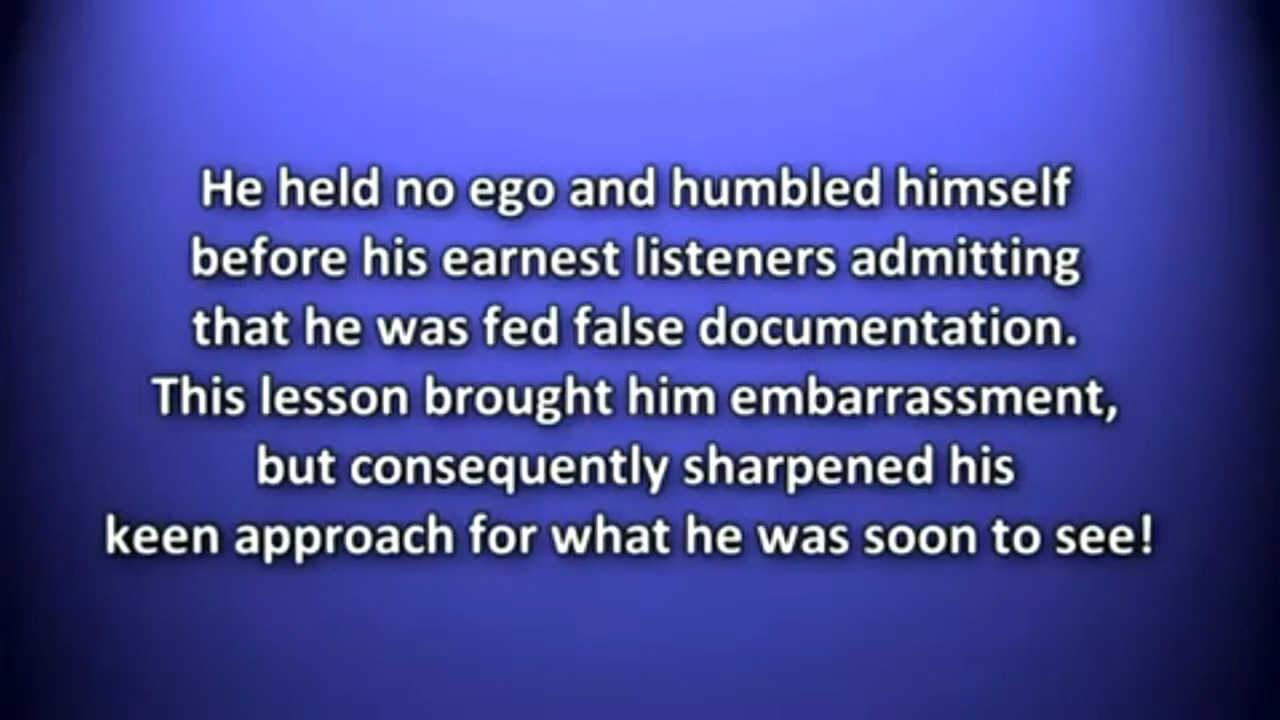 He held no ego and humbled himself
before his earnest listeners admitting
that he was fed false documentation.
This lesson brought him embarrassment,
but consequently sharpened his
keen approach for what he was soon to see!